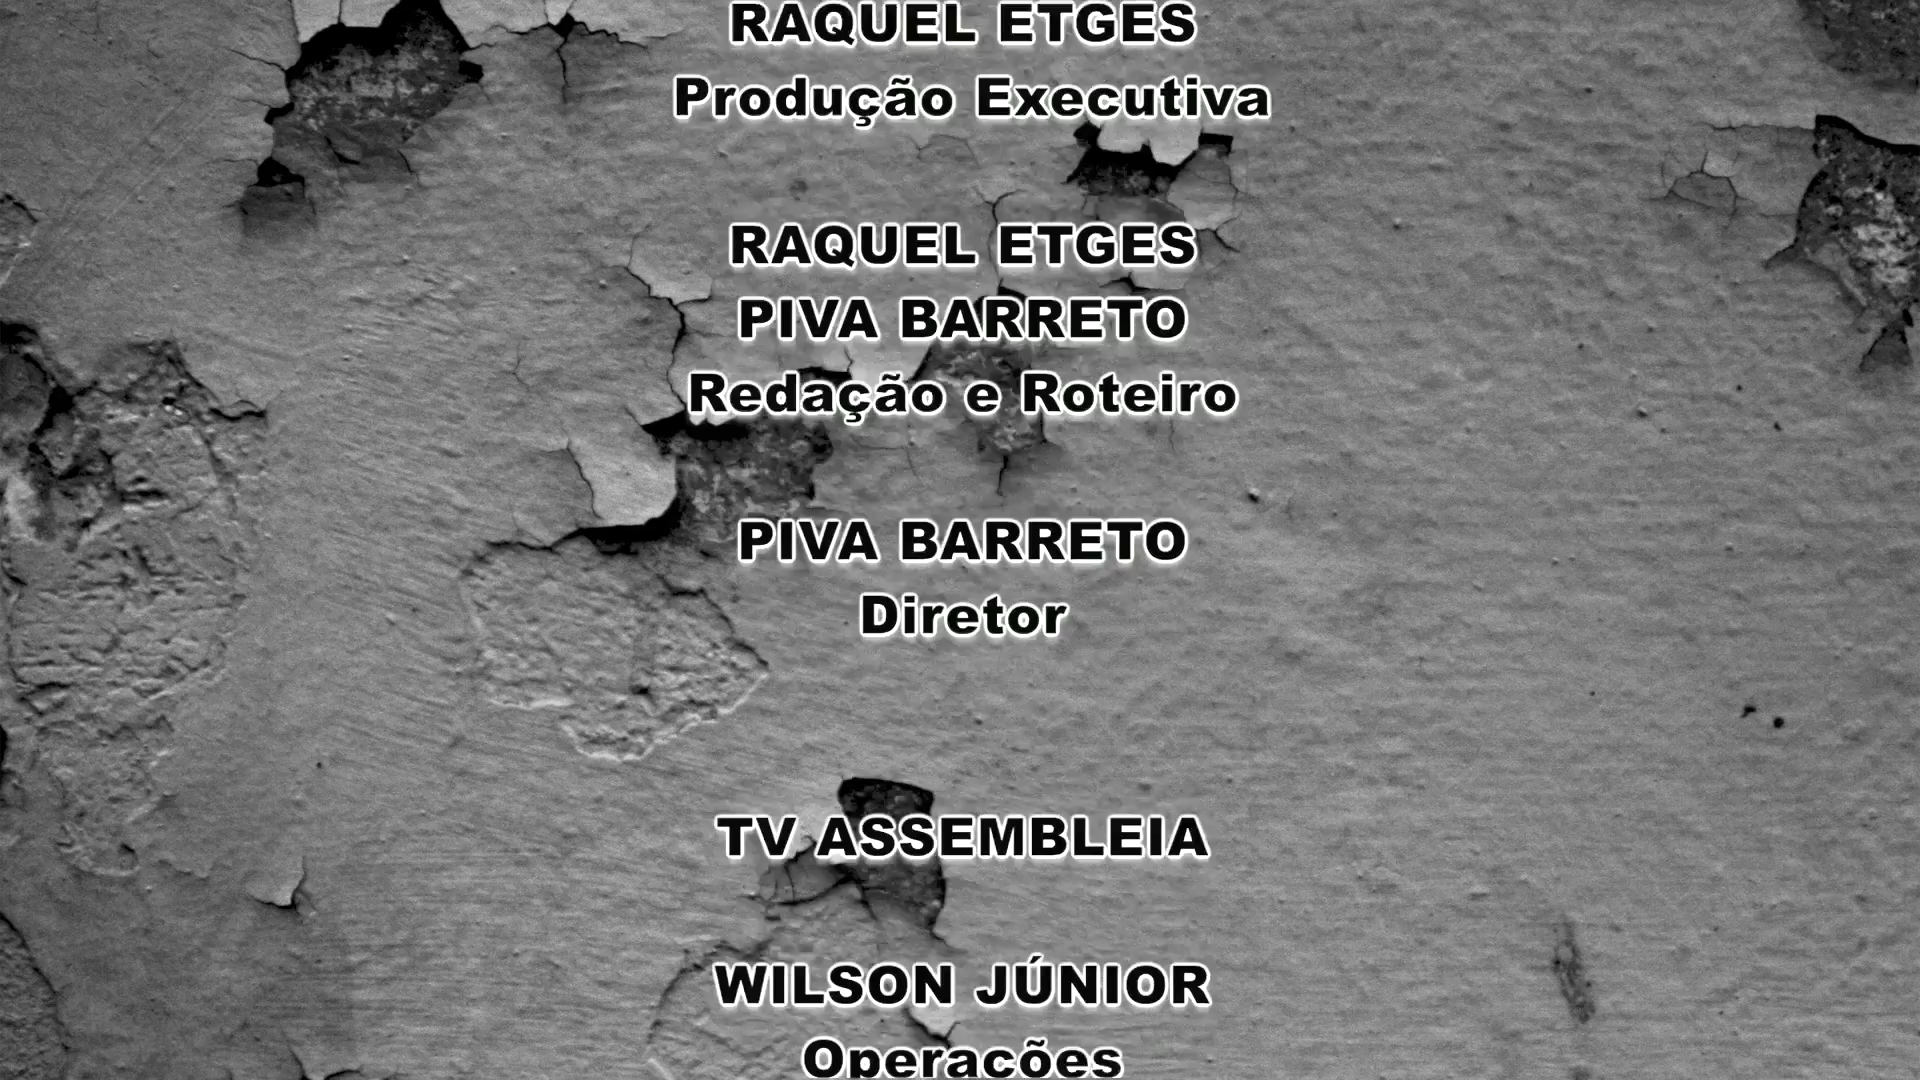 RAQUEL ETGES
Produção Executiva
RAQUEL ETGES
PIVA BARRETO
Redação e Roteiro
PIVA BARRETO
Diretor
TV ASSEMBLEIA
WILSON JÚNIOR
Operações